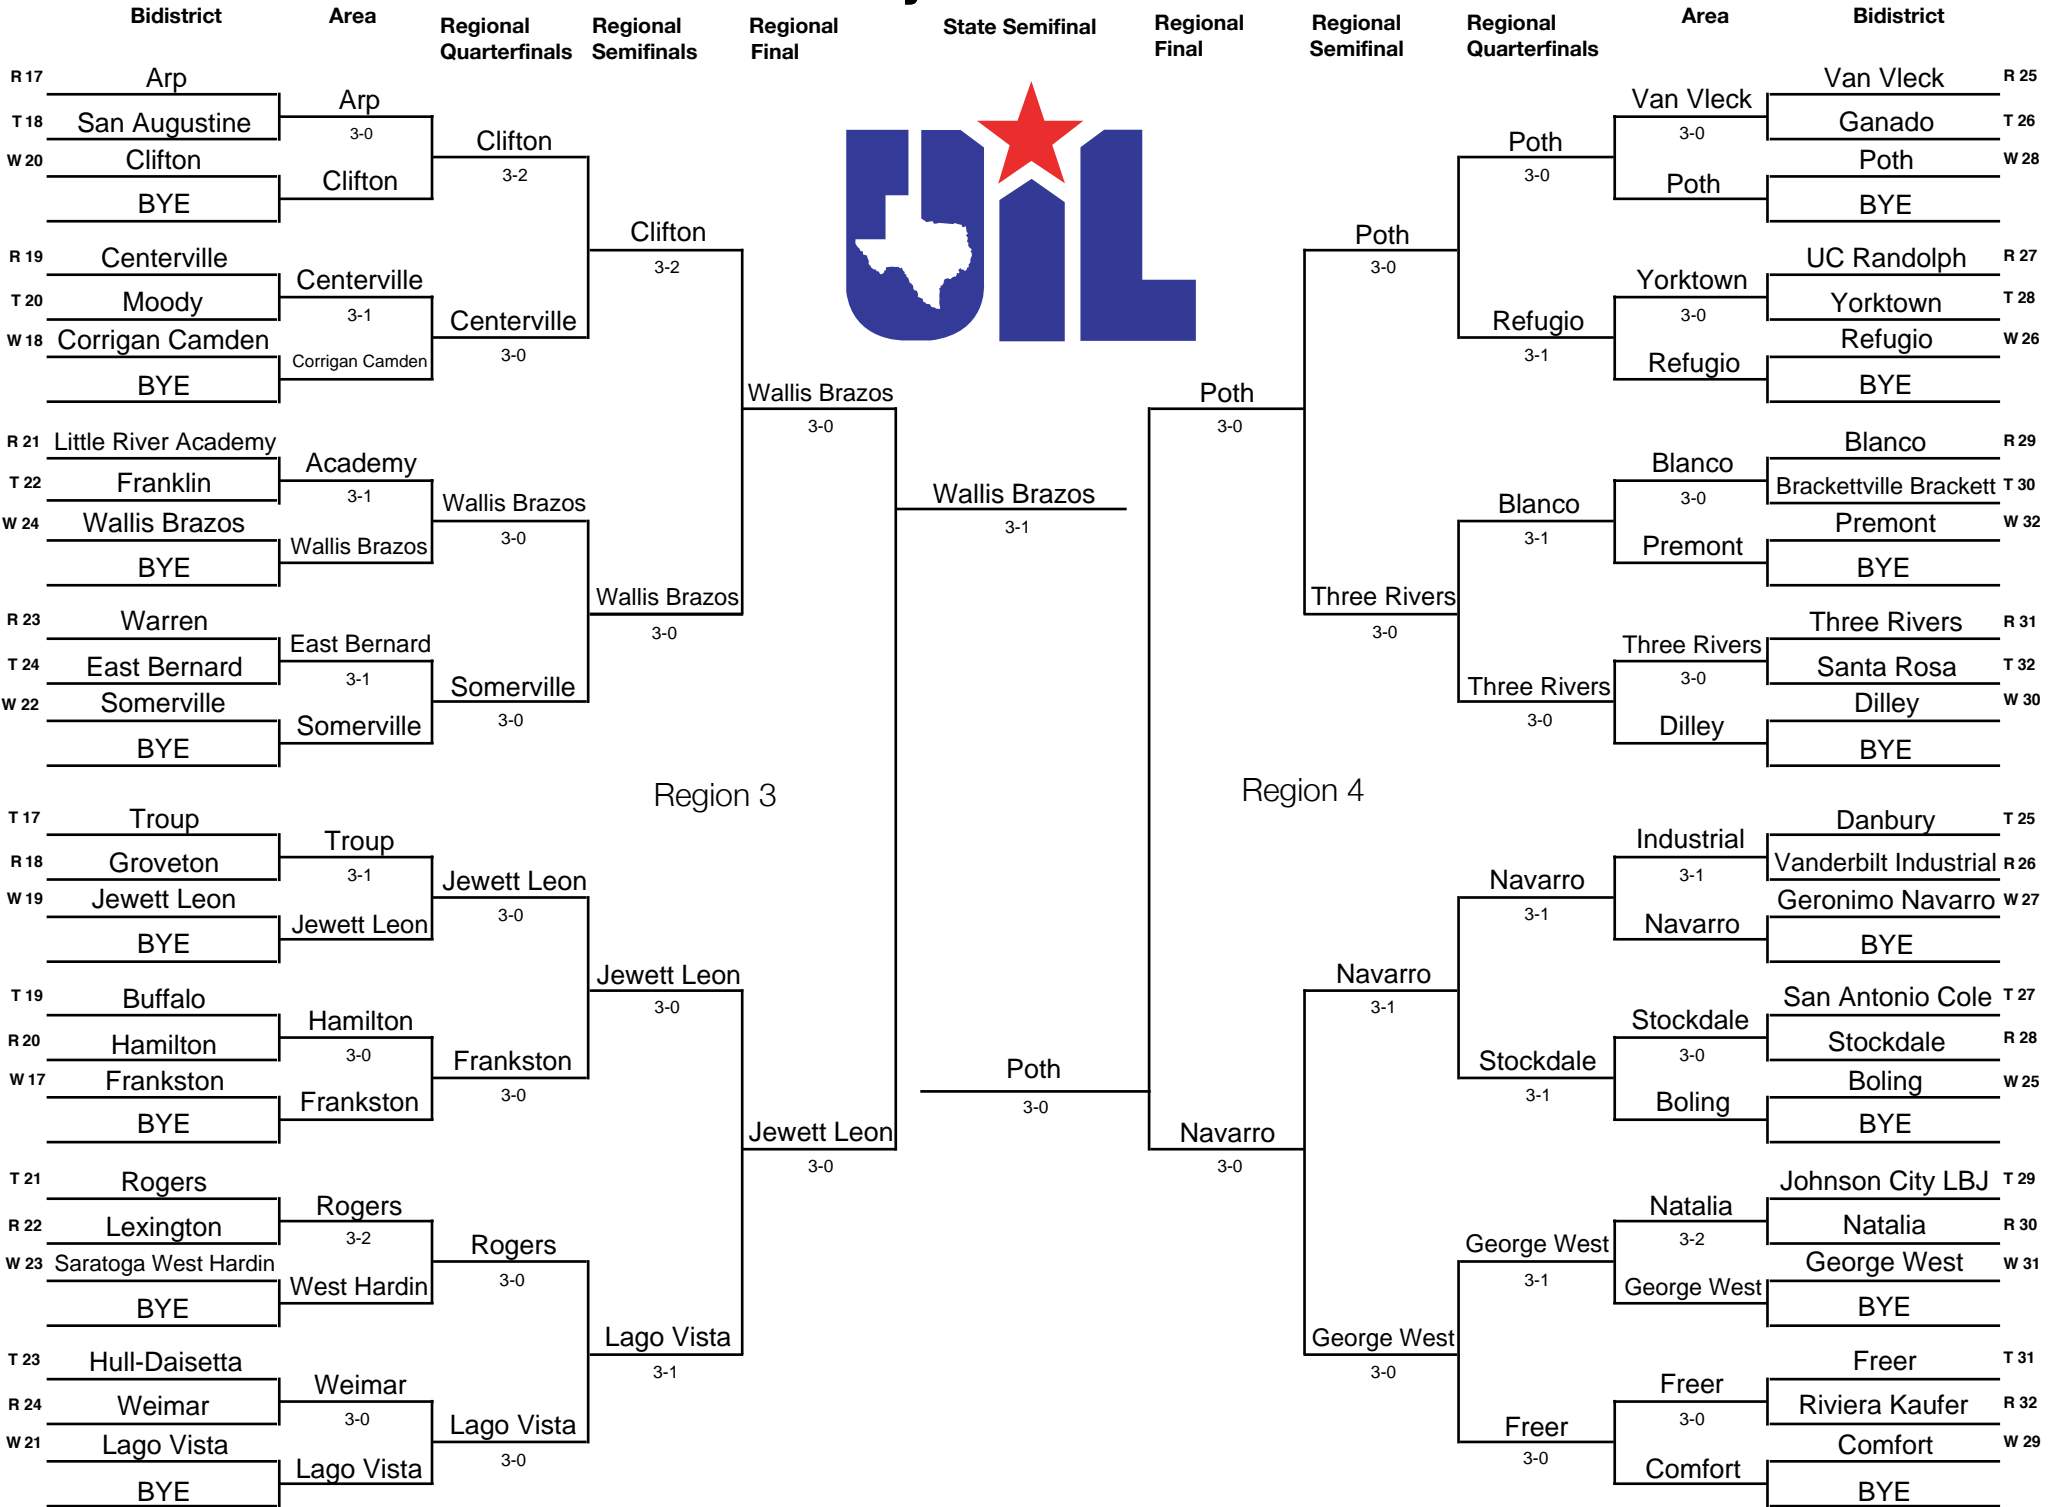 Bidistrict
Area
Regional
Quarterfinals
Regional
Semifinals
Regional
Final
State Semifinal
Regional
Final
Regional
Semifinal
Regional
Quarterfinals
Area
Bidistrict
UIL
R 17 Arp
T 18 San Augustine
W 20 Clifton
BYE
R 19 Centerville
T 20 Moody
W 18 Corrigan Camden
BYE
R 21 Little River Academy
T 22 Franklin
W 24 Wallis Brazos
BYE
R 23 Warren
T 24 East Bernard
W 22 Somerville
BYE
T 17 Troup
R 18 Groveton
W 19 Jewett Leon
BYE
T 19 Buffalo
R 20 Hamilton
W 17 Frankston
BYE
T 21 Rogers
R 22 Lexington
W 23 Saratoga West Hardin
BYE
T 23 Hull-Daisetta
R 24 Weimar
W 21 Lago Vista
BYE
Arp
3-0
Clifton
Centerville
3-1
Corrigan Camden
Academy
3-1
Wallis Brazos
East Bernard
3-1
Somerville
Troup
3-1
Jewett Leon
Hamilton
3-0
Frankston
Rogers
3-2
West Hardin
Weimar
3-0
Lago Vista
Clifton
3-2
Centerville
3-0
Wallis Brazos
3-0
Somerville
3-0
Jewett Leon
3-0
Frankston
3-0
Rogers
3-0
Lago Vista
3-0
Clifton
3-2
Wallis Brazos
3-0
Jewett Leon
3-0
Lago Vista
3-1
Region 3
Wallis Brazos
3-0
Jewett Leon
3-0
Wallis Brazos
3-1
Poth
3-0
Poth
3-0
Navarro
3-0
Region 4
Poth
3-0
Three Rivers
3-0
Navarro
3-1
George West
3-0
Poth
3-0
Refugio
3-1
Blanco
3-1
Three Rivers
3-0
Navarro
3-1
Stockdale
3-1
George West
3-1
Freer
3-0
Van Vleck
3-0
Poth
Yorktown
3-0
Refugio
Blanco
3-0
Premont
Three Rivers
3-0
Dilley
Industrial
3-1
Navarro
Stockdale
3-0
Boling
Natalia
3-2
George West
Freer
3-0
Comfort
Van Vleck R 25
Ganado T 26
Poth W 28
BYE
UC Randolph R 27
Yorktown T 28
Refugio W 26
BYE
Blanco R 29
Brackettville Brackett T 30
Premont W 32
BYE
Three Rivers R 31
Santa Rosa T 32
Dilley W 30
BYE
Danbury T 25
Vanderbilt Industrial R 26
Geronimo Navarro W 27
BYE
San Antonio Cole T 27
Stockdale R 28
Boling W 25
BYE
Johnson City LBJ T 29
Natalia R 30
George West W 31
BYE
Freer T 31
Riviera Kaufer R 32
Comfort W 29
BYE